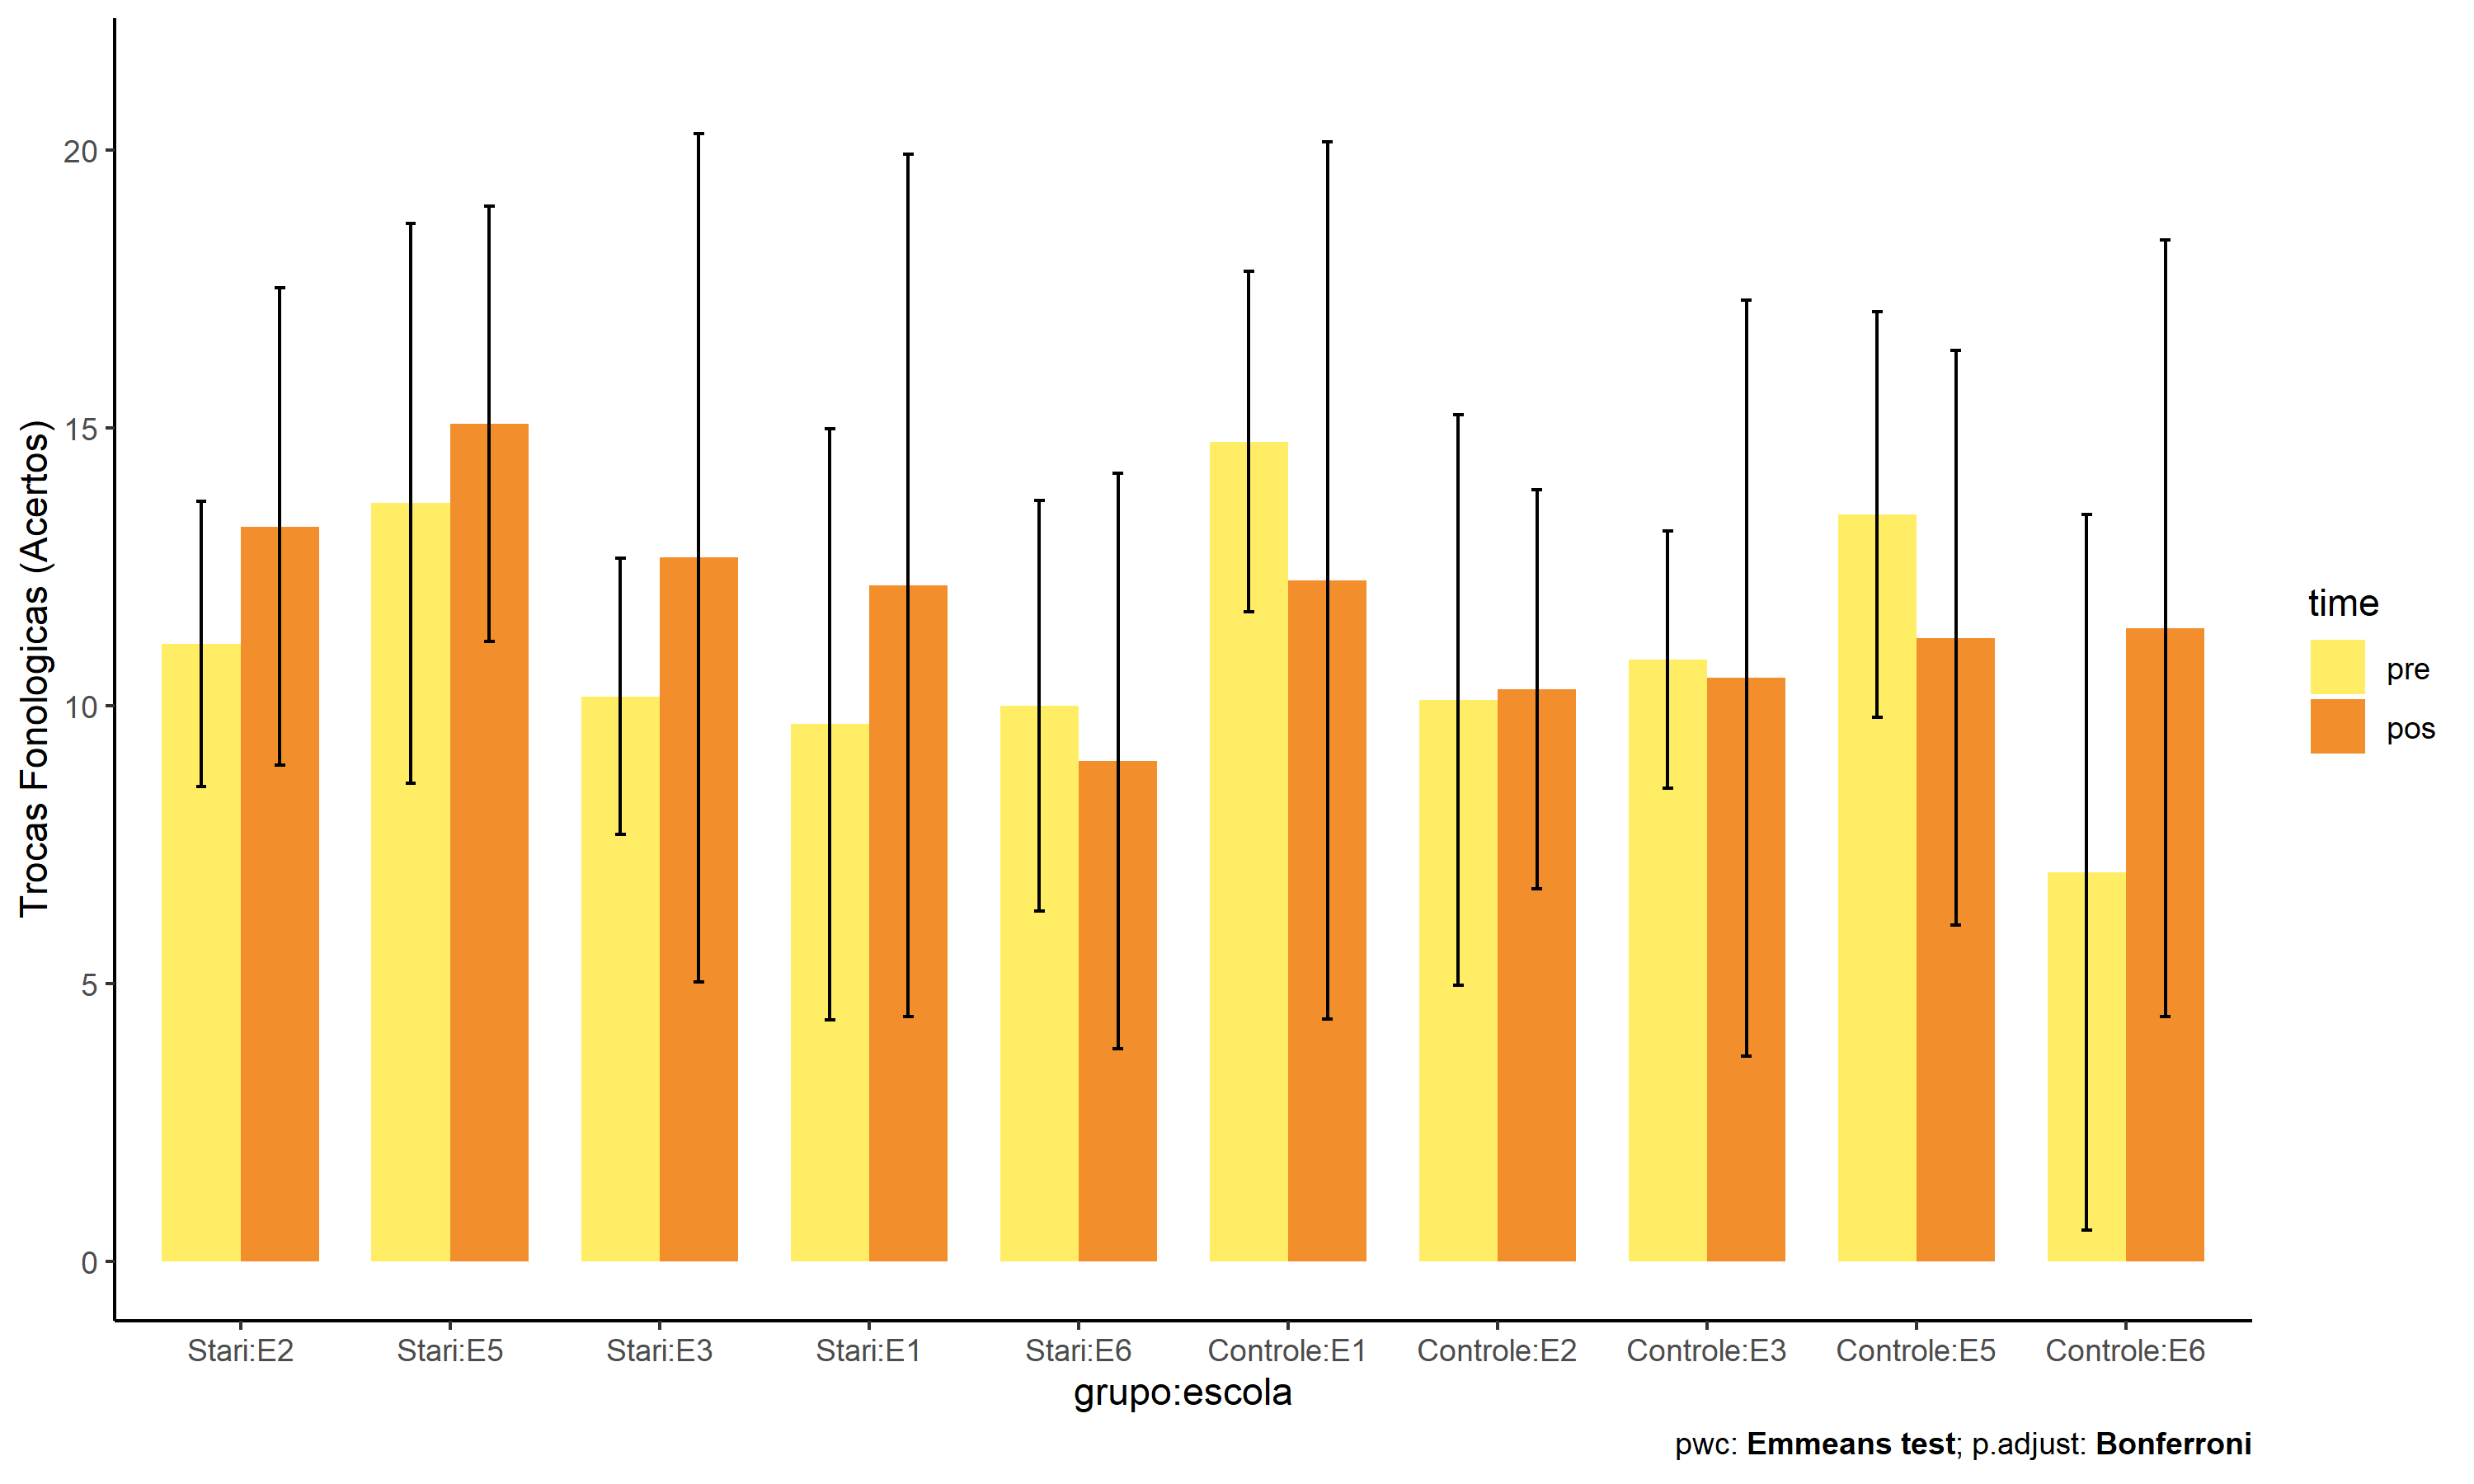 Trocas Fonologicas (Acertos)
20
15
10
5
0
Stari:E2 Stari:E5 Stari:E3 Stari:E1 Stari:E6 Controle:E1 Controle:E2 Controle:E3 Controle:E5 Controle:E6
grupo:escola
time
pre
pos
pwc: Emmeans test; p.adjust: Bonferroni